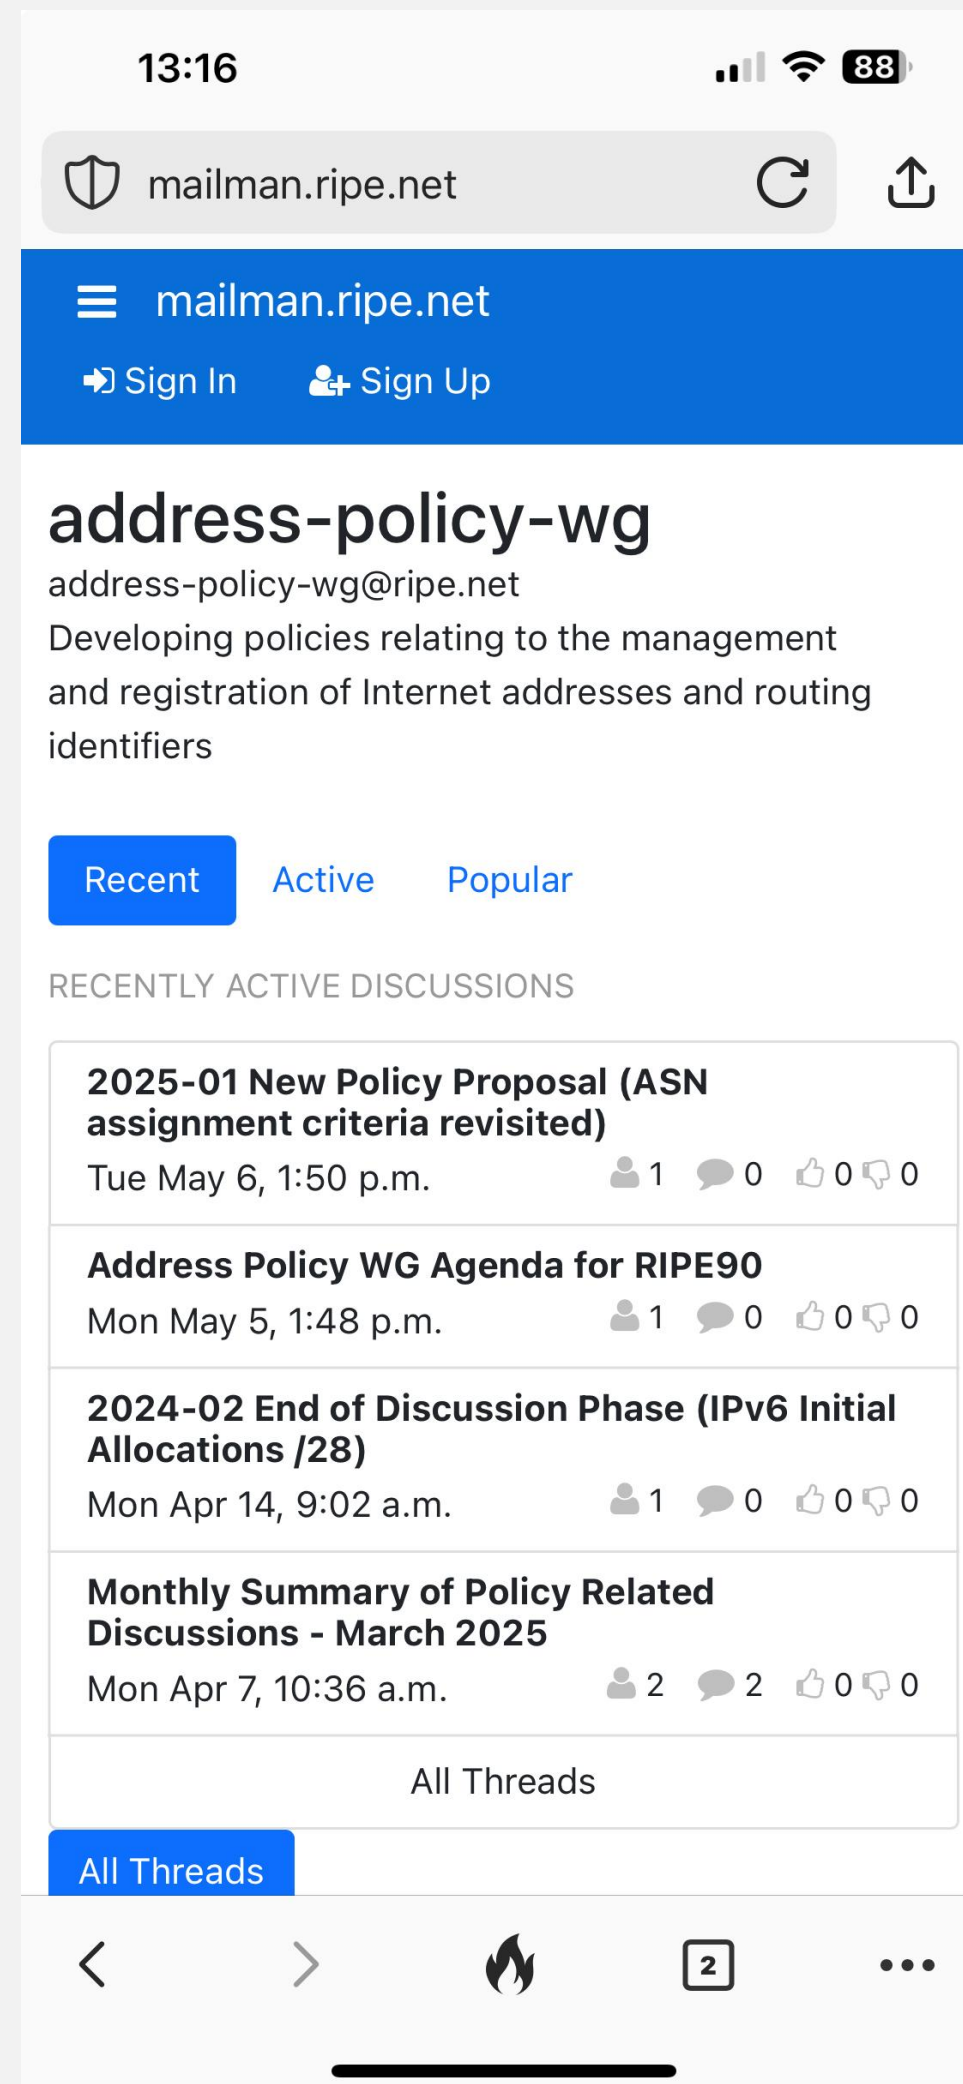 13:16
88
mailman.ripe.net
mailman.ripe.net
Sign In Sign Up
address-policy-wg
address-policy-wg@ripe.net
Developing policies relating to the management
and registration of Internet addresses and routing
identifiers
Recent Active Popular
RECENTLY ACTIVE DISCUSSIONS
2025-01 New Policy Proposal (ASN
assignment criteria revisited)
Tue May 6, 1:50 p.m. 1 0 0 0
Address Policy WG Agenda for RIPE90
Mon May 5, 1:48 p.m. 1 0 0 0
2024-02 End of Discussion Phase (IPv6 Initial
Allocations /28)
Mon Apr 14, 9:02 a.m. 1 0 0 0
Monthly Summary of Policy Related
Discussions - March 2025
Mon Apr 7, 10:36 a.m. 2 2 0 0
All Threads
All Threads
2